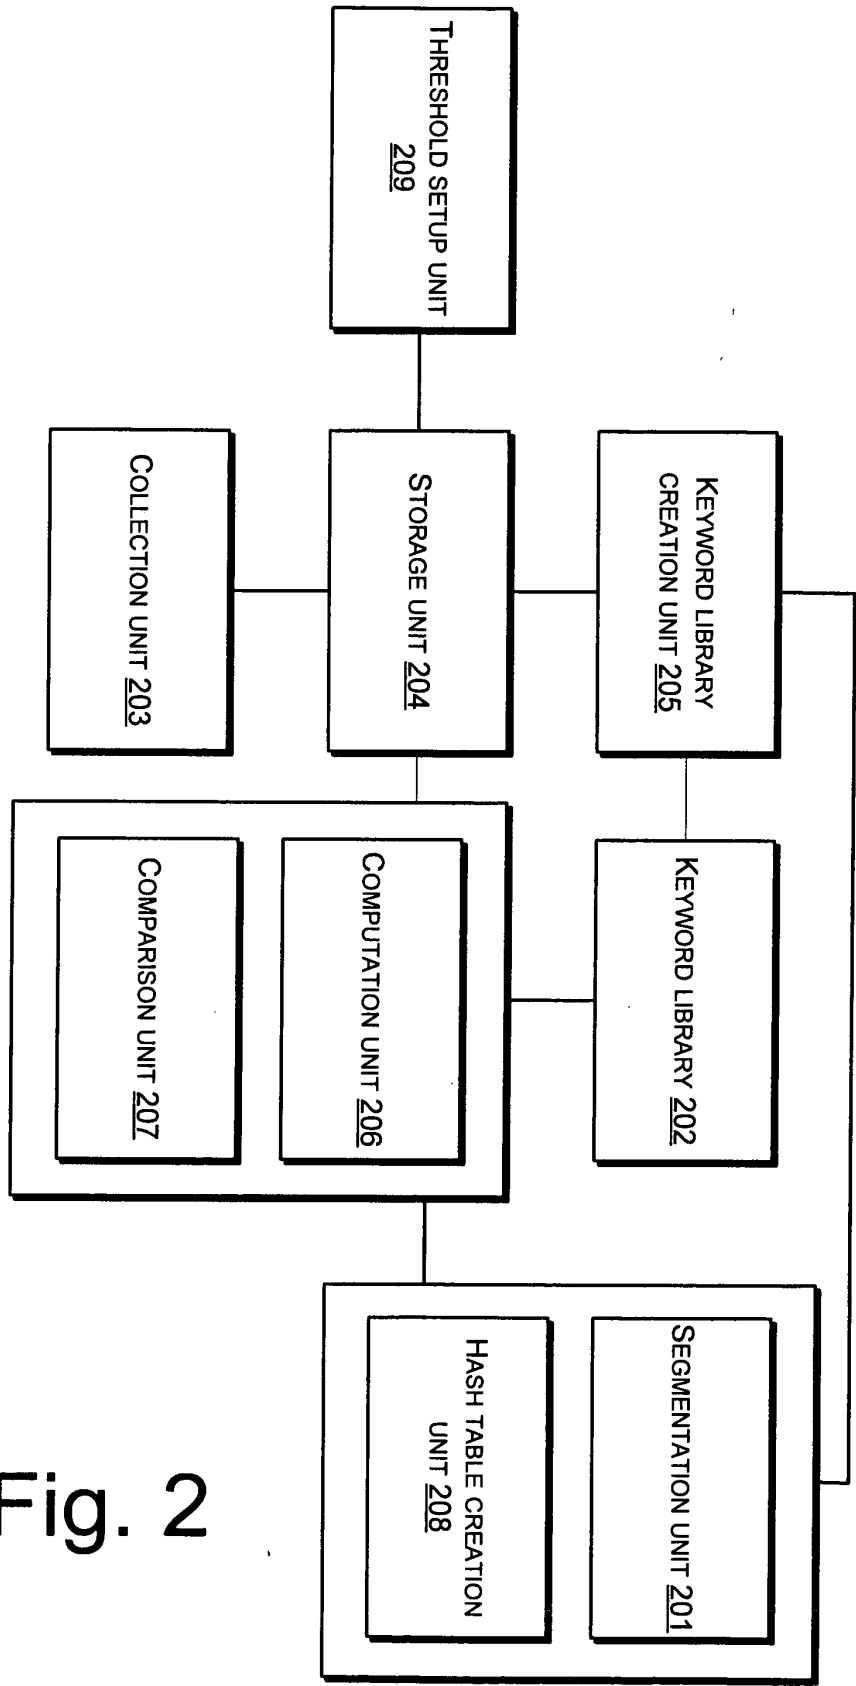 KEYWORD LIBRARY
CREATION UNIT 205
KEYWORD LIBRARY 202
SEGMENTATION UNIT 201
HASH TABLE CREATION
UNIT 208
THRESHOLD SETUP UNIT
209
STORAGE UNIT 204
COMPUTATION UNIT 206
COLLECTION UNIT 203
COMPARISON UNIT 207
Fig. 2